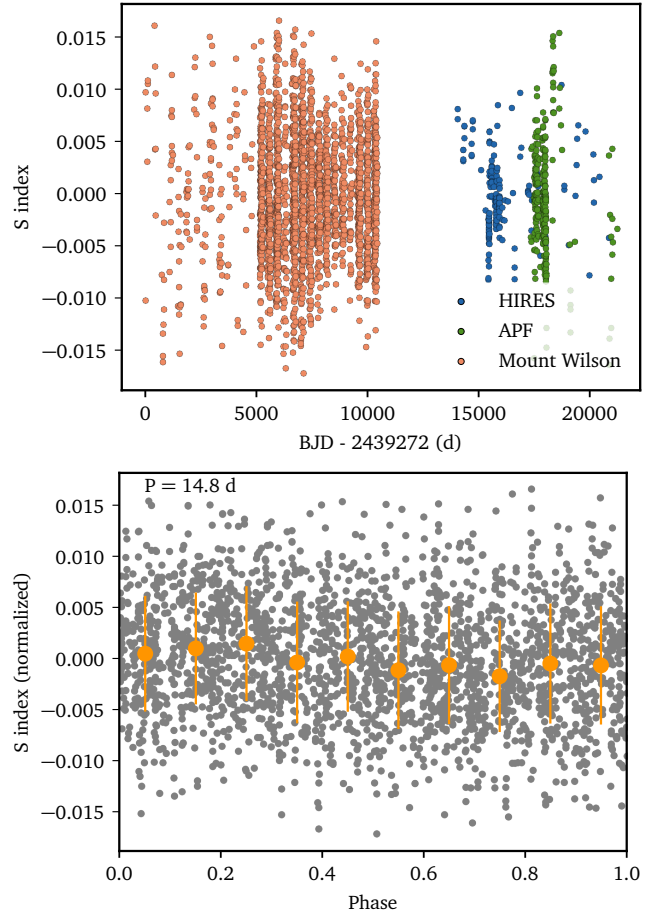 0.015
0.010
0.005
0.000
−0.005
−0.010
−0.015
S index
HIRES
APF
Mount Wilson
0 5000 10000 15000 20000
BJD - 2439272 (d)
P = 14.8 d
0.015
0.010
0.005
0.000
−0.005
−0.010
−0.015
S index (normalized)
0.0 0.2 0.4 0.6 0.8 1.0
Phase